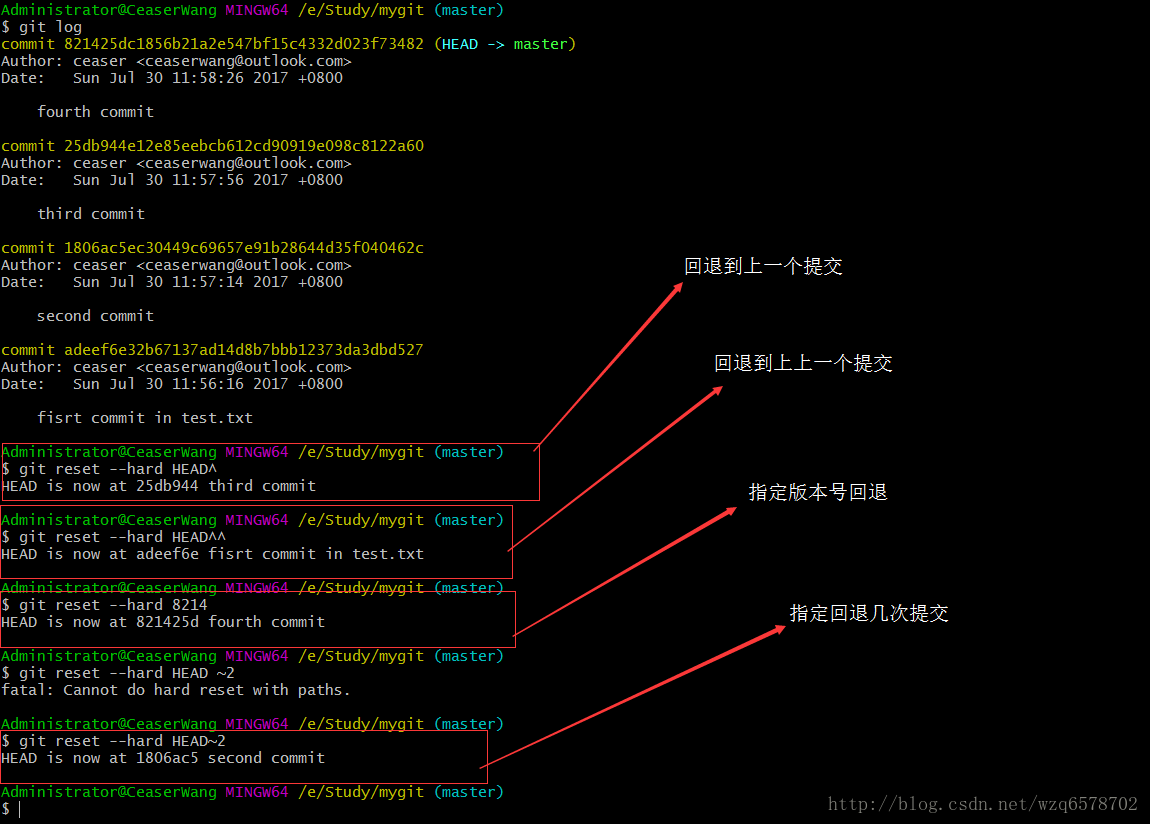 Administrator@CeaserWang MINGW64 /e/Study/mygit (master)
$ git log
commit 821425dc1856b21a2e547bf15c4332d023f73482 (HEAD -> master)
Author: ceaser <ceaserwang@outlook.com>
Date:   Sun Jul 30 11:58:26 2017 +0800
    fourth commit
commit 25db944e12e85eebcb612cd90919e098c8122a60
Author: ceaser <ceaserwang@outlook.com>
Date:   Sun Jul 30 11:57:56 2017 +0800
    third commit
commit 1806ac5ec30449c69657e91b28644d35f040462c
Author: ceaser <ceaserwang@outlook.com>
回退到上一个提交
Date:   Sun Jul 30 11:57:14 2017 +0800
    second commit
commit adeef6e32b67137ad14d8b7bbb12373da3dbd527
Author: ceaser <ceaserwang@outlook.com>
回退到上上一个提交
Date:   Sun Jul 30 11:56:16 2017 +0800
    fisrt commit in test.txt
Administrator@CeaserWang MINGW64 /e/Study/mygit (master)
$ git reset --hard HEAD^
HEAD is now at 25db944 third commit
指定版本号回退
Administrator@CeaserWang MINGW64 /e/Study/mygit (master)
$ git reset --hard HEAD^^
HEAD is now at adeef6e fisrt commit in test.txt
Administrator@CeaserWang MINGW64 /e/Study/mygit (master)
$ git reset --hard 8214
HEAD is now at 821425d fourth commit
指定回退几次提交
Administrator@CeaserWang MINGW64 /e/Study/mygit (master)
$ git reset --hard HEAD ~2
fatal: Cannot do hard reset with paths.
Administrator@CeaserWang MINGW64 /e/Study/mygit (master)
$ git reset --hard HEAD~2
HEAD is now at 1806ac5 second commit
Administrator@CeaserWang MINGW64 /e/Study/mygit (master)
$
http://blog.csdn.net/wzq6578702